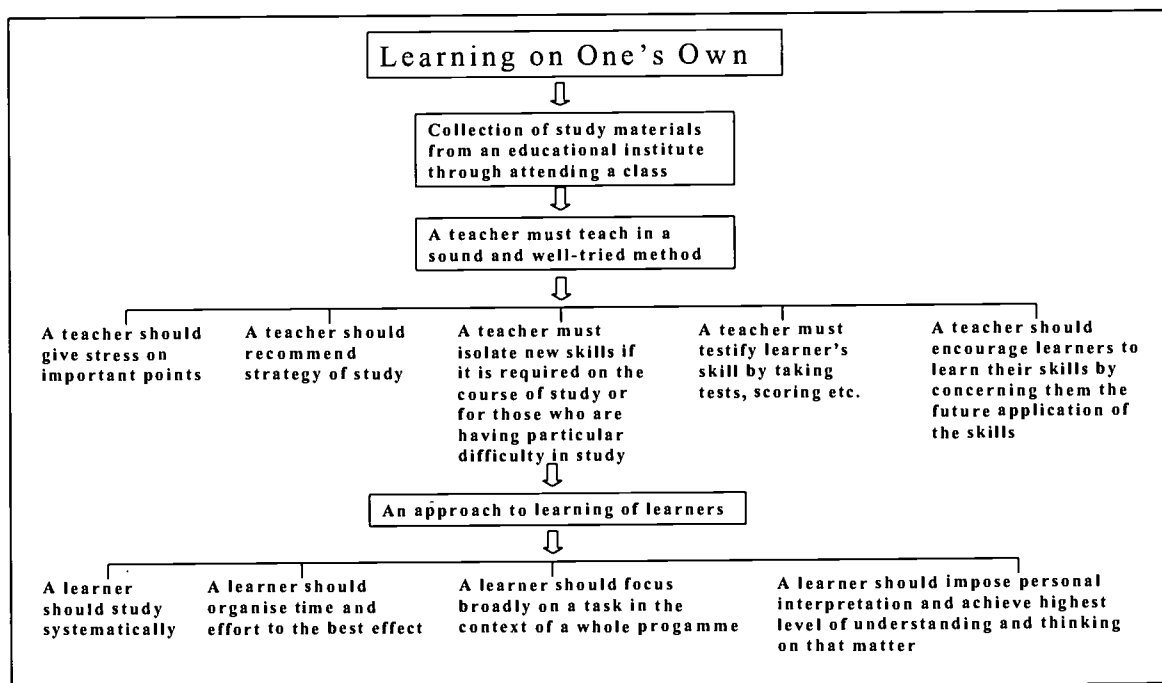 Learning on One's Own
Collection of study materials
from an educational institute
through attending a class
A teacher must teach in a
sound and well-tried method
A teacher should
give stress on
important points
A teacher should
recommend
strategy of study
A teacher must
isolate new skills if
it is required on the
course of study or
for those who are
having particular
difficulty in study
A teacher must
testify learner's
skill by taking
tests, scoring etc.
A teacher should
encourage learners to
learn their skills by
concerning them the
future application of
the skills
An approach to learning of learners
A learner
should study
systematically
A learner should
organise time and
effort to the best effect
A learner should focus
broadly on a task in the
context of a whole progamme
A learner should impose personal
interpretation and achieve highest
level of understanding and thinking
on that matter